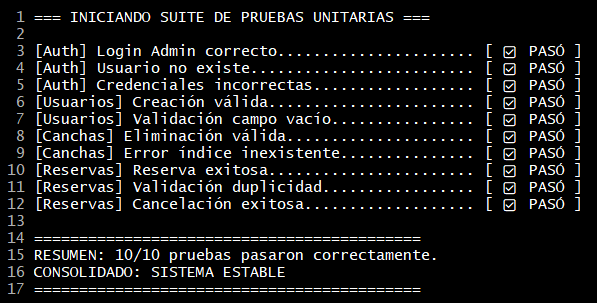 1 === INICIANDO SUITE DE PRUEBAS UNITARIAS ===
2
3 [Auth] Login Admin correcto...................... [ ☑ PASÓ ]
4 [Auth] Usuario no existe......................... [ ☑ PASÓ ]
5 [Auth] Credenciales incorrectas.................. [ ☑ PASÓ ]
6 [Usuarios] Creación válida....................... [ ☑ PASÓ ]
7 [Usuarios] Validación campo vacío................ [ ☑ PASÓ ]
8 [Canchas] Eliminación válida..................... [ ☑ PASÓ ]
9 [Canchas] Error índice inexistente............... [ ☑ PASÓ ]
10 [Reservas] Reserva exitosa....................... [ ☑ PASÓ ]
11 [Reservas] Validación duplicidad................. [ ☑ PASÓ ]
12 [Reservas] Cancelación exitosa................... [ ☑ PASÓ ]
13
14 ===========================================
15 RESUMEN: 10/10 pruebas pasaron correctamente.
16 CONSOLIDADO: SISTEMA ESTABLE
17 ===========================================